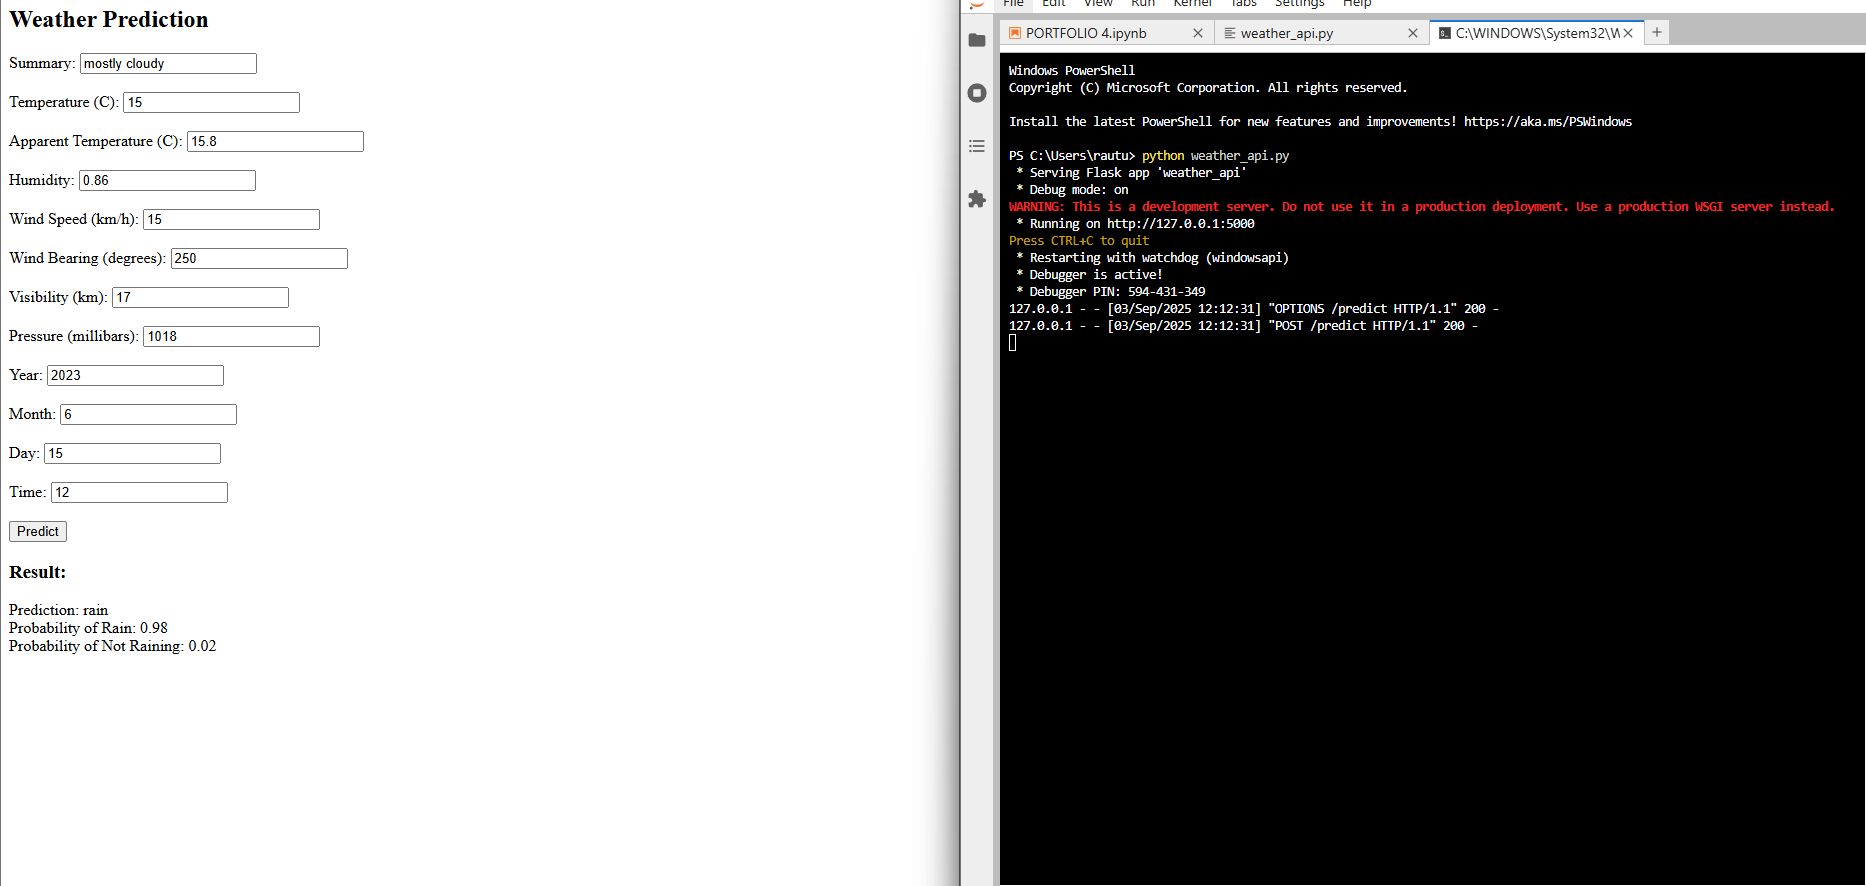 Weather Prediction
Summary: mostly cloudy
Temperature (C): 15
Apparent Temperature (C): 15.8
Humidity: 0.86
Wind Speed (km/h): 15
Wind Bearing (degrees): 250
Visibility (km): 17
Pressure (millibars): 1018
Year: 2023
Month: 6
Day: 15
Time: 12
Predict
Result:
Prediction: rain
Probability of Rain: 0.98
Probability of Not Raining: 0.02
File Edit View Run Kernel Tabs Settings Help
PORTFOLIO 4.ipynb
weather_api.py
C:\WINDOWS\System32\W
Windows PowerShell
Copyright (C) Microsoft Corporation. All rights reserved.
Install the latest PowerShell for new features and improvements! https://aka.ms/PSWindows
PS C:\Users\rautu> python weather_api.py
* Serving Flask app 'weather_api'
* Debug mode: on
WARNING: This is a development server. Do not use it in a production deployment. Use a production WSGI server instead.
* Running on http://127.0.0.1:5000
Press CTRL+C to quit
* Restarting with watchdog (windowsapi)
* Debugger is active!
* Debugger PIN: 594-431-349
127.0.0.1 - - [03/Sep/2025 12:12:31] "OPTIONS /predict HTTP/1.1" 200 -
127.0.0.1 - - [03/Sep/2025 12:12:31] "POST /predict HTTP/1.1" 200 -